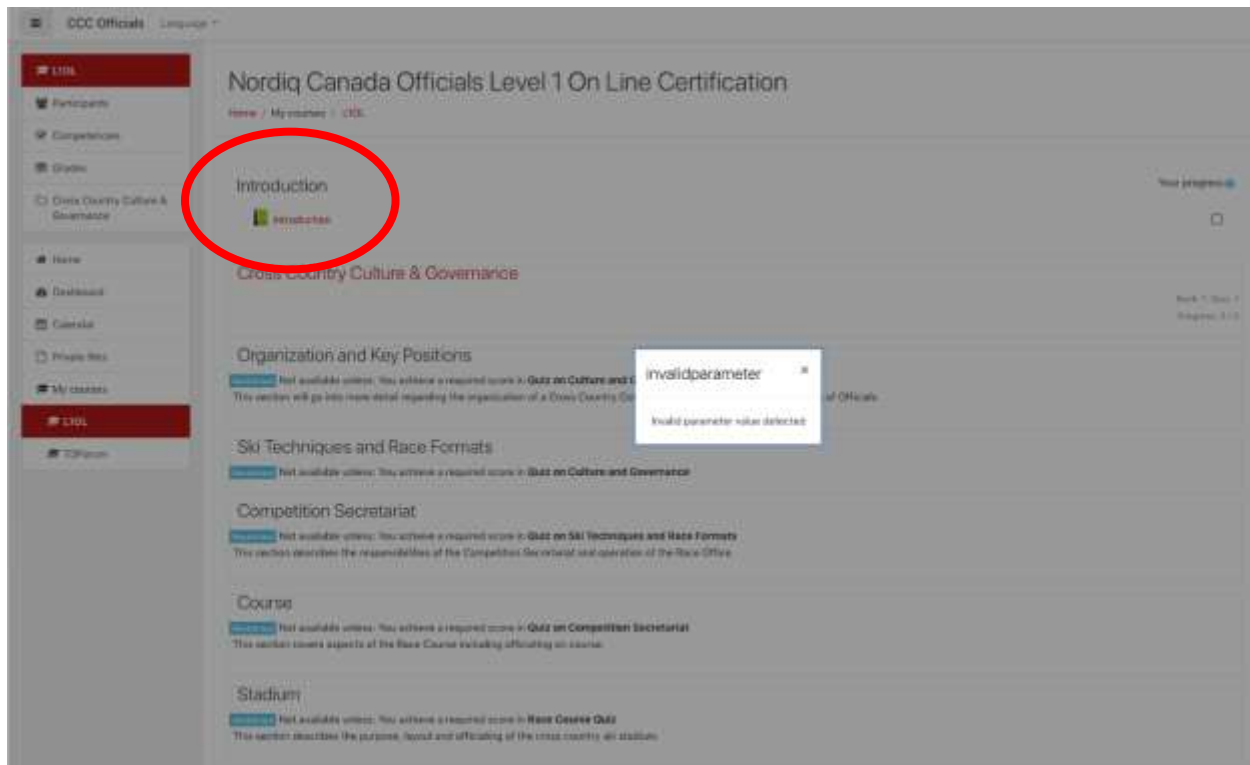 CCC Officials Language
L1OL
Participants
Competencies
Grades
Cross Country Culture &
Governance
Home
Dashboard
Calendar
Private files
My courses
L1OL
Nordiq Canada Officials Level 1 On Line Certification
Home / My courses / L1OL
Introduction
Your progress
Introduction
Cross Country Culture & Governance
Organization and Key Positions
Not available unless: You achieve a required score in Quiz on Culture and
This section will go into more detail regarding the organization of a Cross Country
of Officials.
invalidparameter ×
Invalid parameter value detected
Ski Techniques and Race Formats
Restricted Not available unless: You achieve a required score in Quiz on Culture and Governance
Competition Secretariat
Restricted Not available unless: You achieve a required score in Quiz on Ski Techniques and Race Formats
This section describes the responsibilities of the Competition Secretariat and operation of the Race Office.
Course
Restricted Not available unless: You achieve a required score in Quiz on Competition Secretariat
This section covers aspects of the Race Course including officiating on course.
Stadium
Restricted Not available unless: You achieve a required score in Race Course Quiz
This section describes the purpose, layout and officiating of the cross country ski stadium.